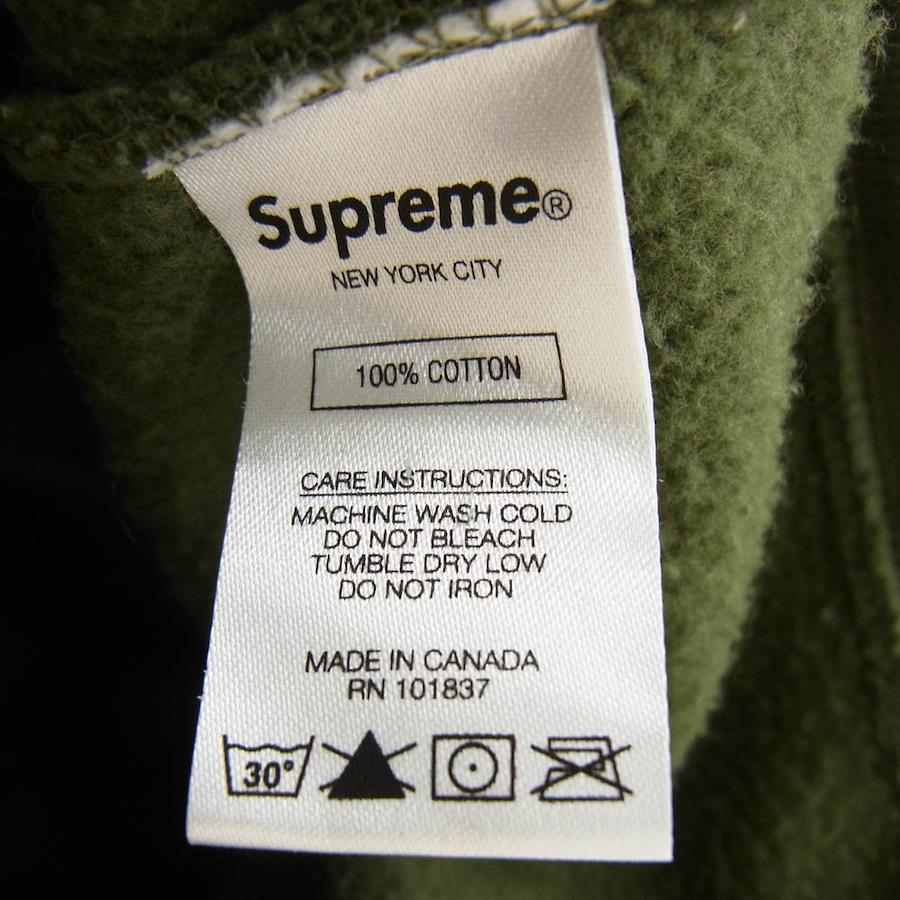 Supreme®
NEW YORK CITY
100% COTTON
CARE INSTRUCTIONS:
MACHINE WASH COLD
DO NOT BLEACH
TUMBLE DRY LOW
DO NOT IRON
MADE IN CANADA
RN 101837
30°